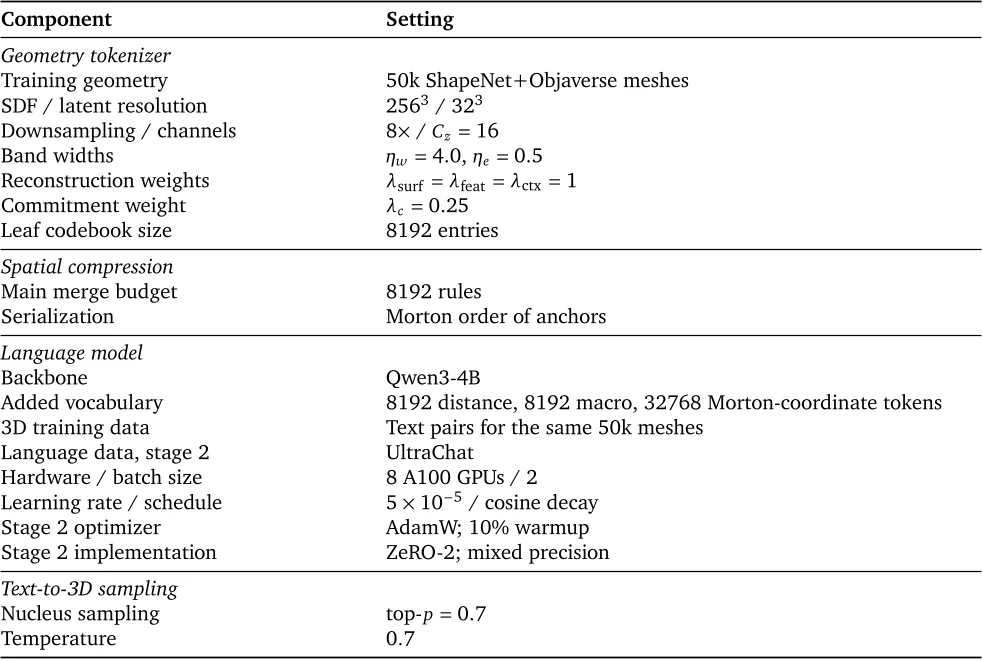 Component Setting
Geometry tokenizer
Training geometry 50k ShapeNet+Objaverse meshes
SDF / latent resolution 256³ / 32³
Downsampling / channels 8× / C_z = 16
Band widths η_w = 4.0, η_e = 0.5
Reconstruction weights λ_surf = λ_feat = λ_ctx = 1
Commitment weight λ_c = 0.25
Leaf codebook size 8192 entries
Spatial compression
Main merge budget 8192 rules
Serialization Morton order of anchors
Language model
Backbone Qwen3-4B
Added vocabulary 8192 distance, 8192 macro, 32768 Morton-coordinate tokens
3D training data Text pairs for the same 50k meshes
Language data, stage 2 UltraChat
Hardware / batch size 8 A100 GPUs / 2
Learning rate / schedule 5 × 10⁻⁵ / cosine decay
Stage 2 optimizer AdamW; 10% warmup
Stage 2 implementation ZeRO-2; mixed precision
Text-to-3D sampling
Nucleus sampling top-p = 0.7
Temperature 0.7